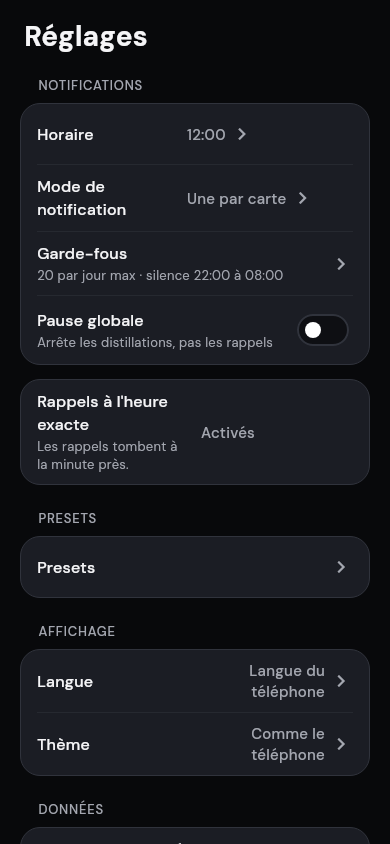 Réglages
NOTIFICATIONS
Horaire
12:00
Mode de
notification
Une par carte
Garde-fous
20 par jour max · silence 22:00 à 08:00
Pause globale
Arrête les distillations, pas les rappels
Rappels à l'heure
exacte
Les rappels tombent à
la minute près.
Activés
PRESETS
Presets
AFFICHAGE
Langue
Langue du
téléphone
Thème
Comme le
téléphone
DONNÉES